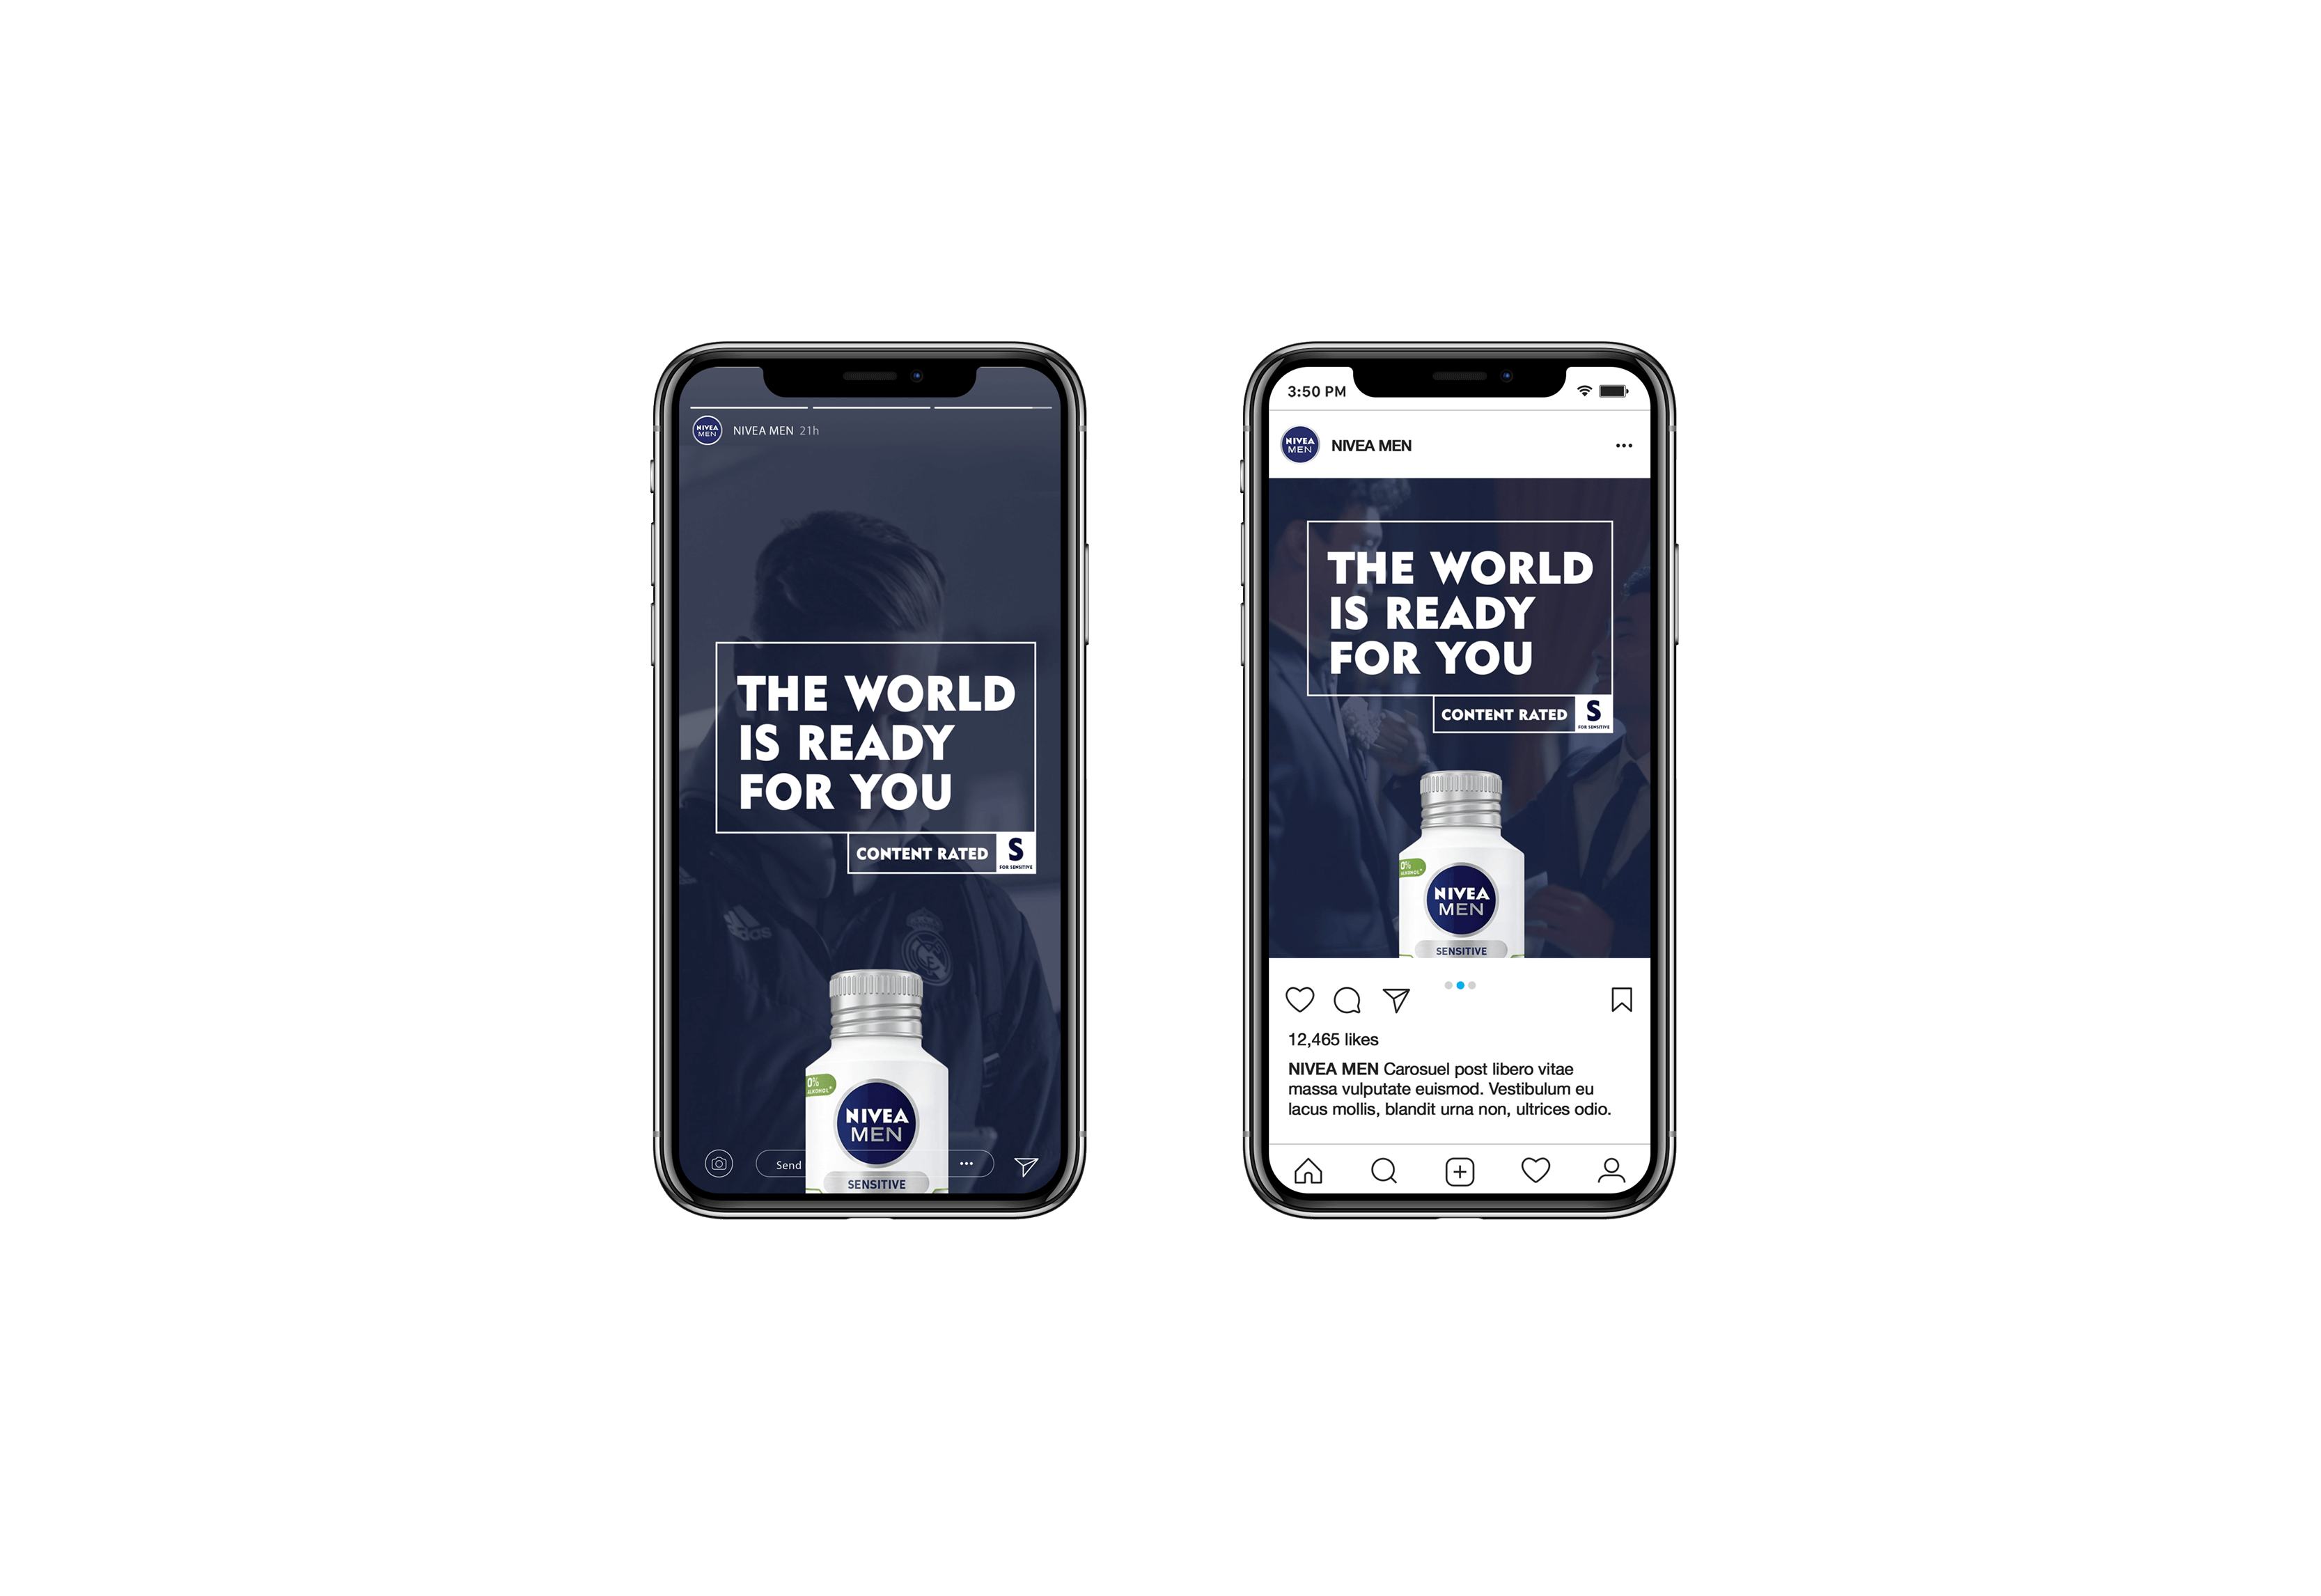 NIVEA
MEN
NIVEA MEN 21h
THE WORLD
IS READY
FOR YOU
CONTENT RATED S
FOR SENSITIVE
adidas
0%
ALKOHOL*
NIVEA
MEN
SENSITIVE
Send
3:50 PM
NIVEA
MEN
NIVEA MEN
THE WORLD
IS READY
FOR YOU
CONTENT RATED S
FOR SENSITIVE
0%
ALKOHOL*
NIVEA
MEN
SENSITIVE
12,465 likes
NIVEA MEN Carosuel post libero vitae
massa vulputate euismod. Vestibulum eu
lacus mollis, blandit urna non, ultrices odio.